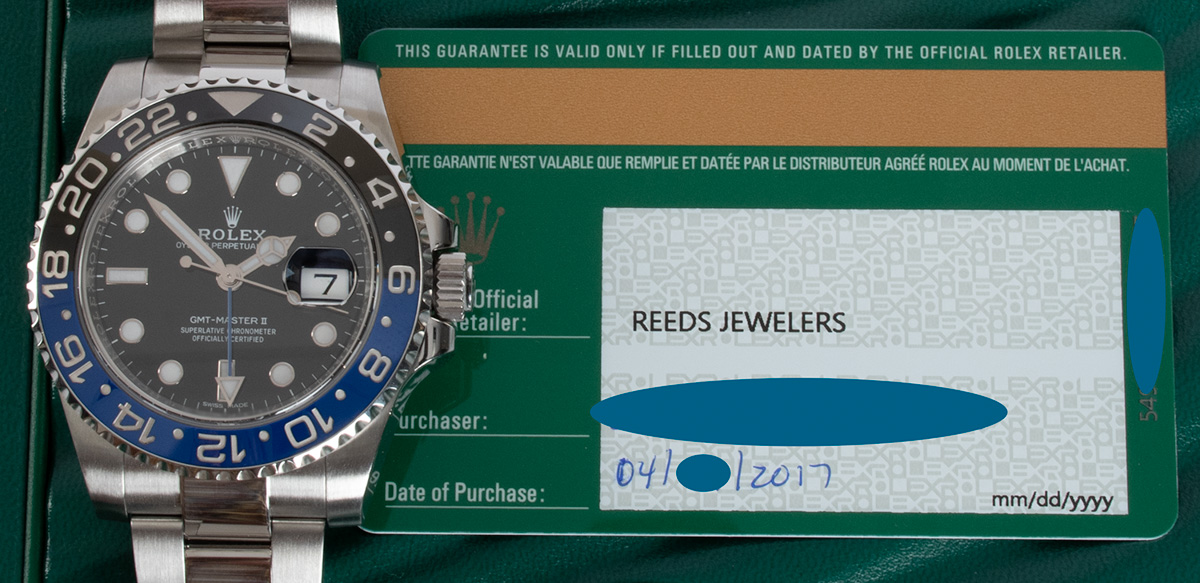 THIS GUARANTEE IS VALID ONLY IF FILLED OUT AND DATED BY THE OFFICIAL ROLEX RETAILER.
TTE GARANTIE N'EST VALABLE QUE REMPLIE ET DATÉE PAR LE DISTRIBUTEUR AGRÉÉ ROLEX AU MOMENT DE L'ACHAT.
Official
etailer:
REEDS JEWELERS
urchaser:
Date of Purchase:
04/ /2017
mm/dd/yyyy
2
4
6
8
10
12
14
16
18
20
22
ROLEX
OYSTER PERPETUAL
7
GMT-MASTER II
SUPERLATIVE CHRONOMETER
OFFICIALLY CERTIFIED
SWISS MADE